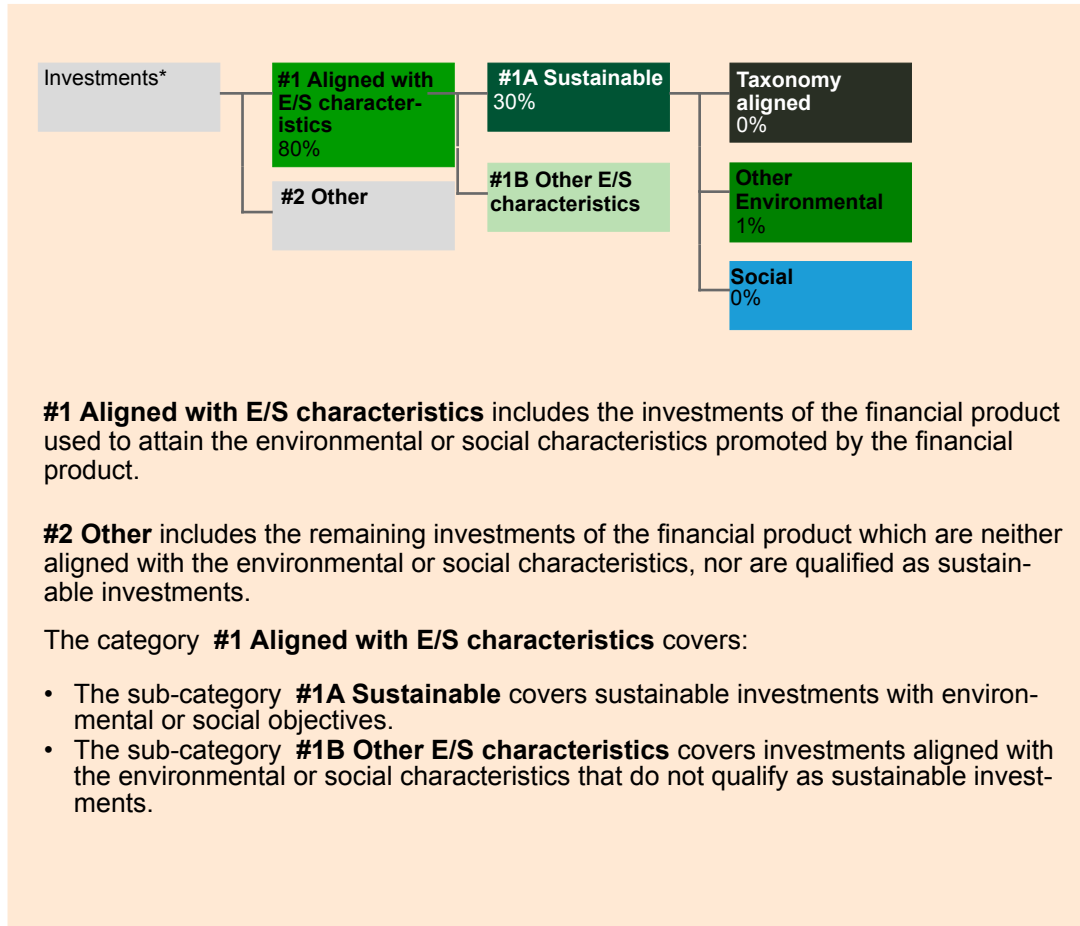 Investments*
#1 Aligned with
E/S character-
istics
80%
#2 Other
#1A Sustainable
30%
#1B Other E/S
characteristics
Taxonomy
aligned
0%
Other
Environmental
1%
Social
0%
#1 Aligned with E/S characteristics includes the investments of the financial product
used to attain the environmental or social characteristics promoted by the financial
product.
#2 Other includes the remaining investments of the financial product which are neither
aligned with the environmental or social characteristics, nor are qualified as sustain-
able investments.
The category #1 Aligned with E/S characteristics covers:
• The sub-category #1A Sustainable covers sustainable investments with environ-
mental or social objectives.
• The sub-category #1B Other E/S characteristics covers investments aligned with
the environmental or social characteristics that do not qualify as sustainable invest-
ments.